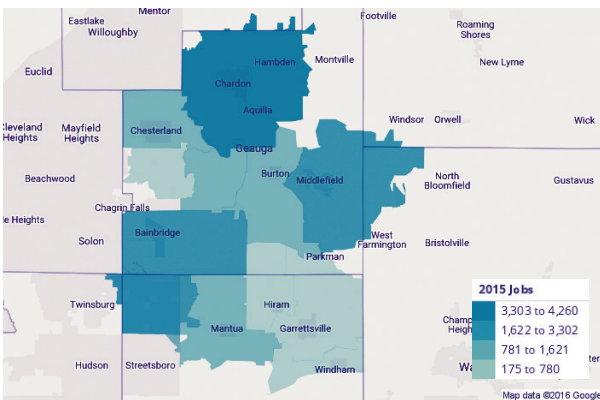 Mentor
Footville
Eastlake
Willoughby
Roaming
Shores
Hambden
Montville
New Lyme
Euclid
Chardon
Aquilla
Cleveland
Heights
Mayfield
Heights
Chesterland
Windsor
Orwell
Wick
Geauga
Beachwood
Burton
Middlefield
North
Bloomfield
Gustavus
Chagrin Falls
le Heights
Solon
Bainbridge
West
Farmington
Bristolville
Parkman
2015 Jobs
3,303 to 4,260
1,622 to 3,302
781 to 1,621
175 to 780
Twinsburg
Hiram
Mantua
Garrettsville
Champ
Heigh
Hudson
Streetsboro
Windham
Wa
ter
Map data ©2016 Google